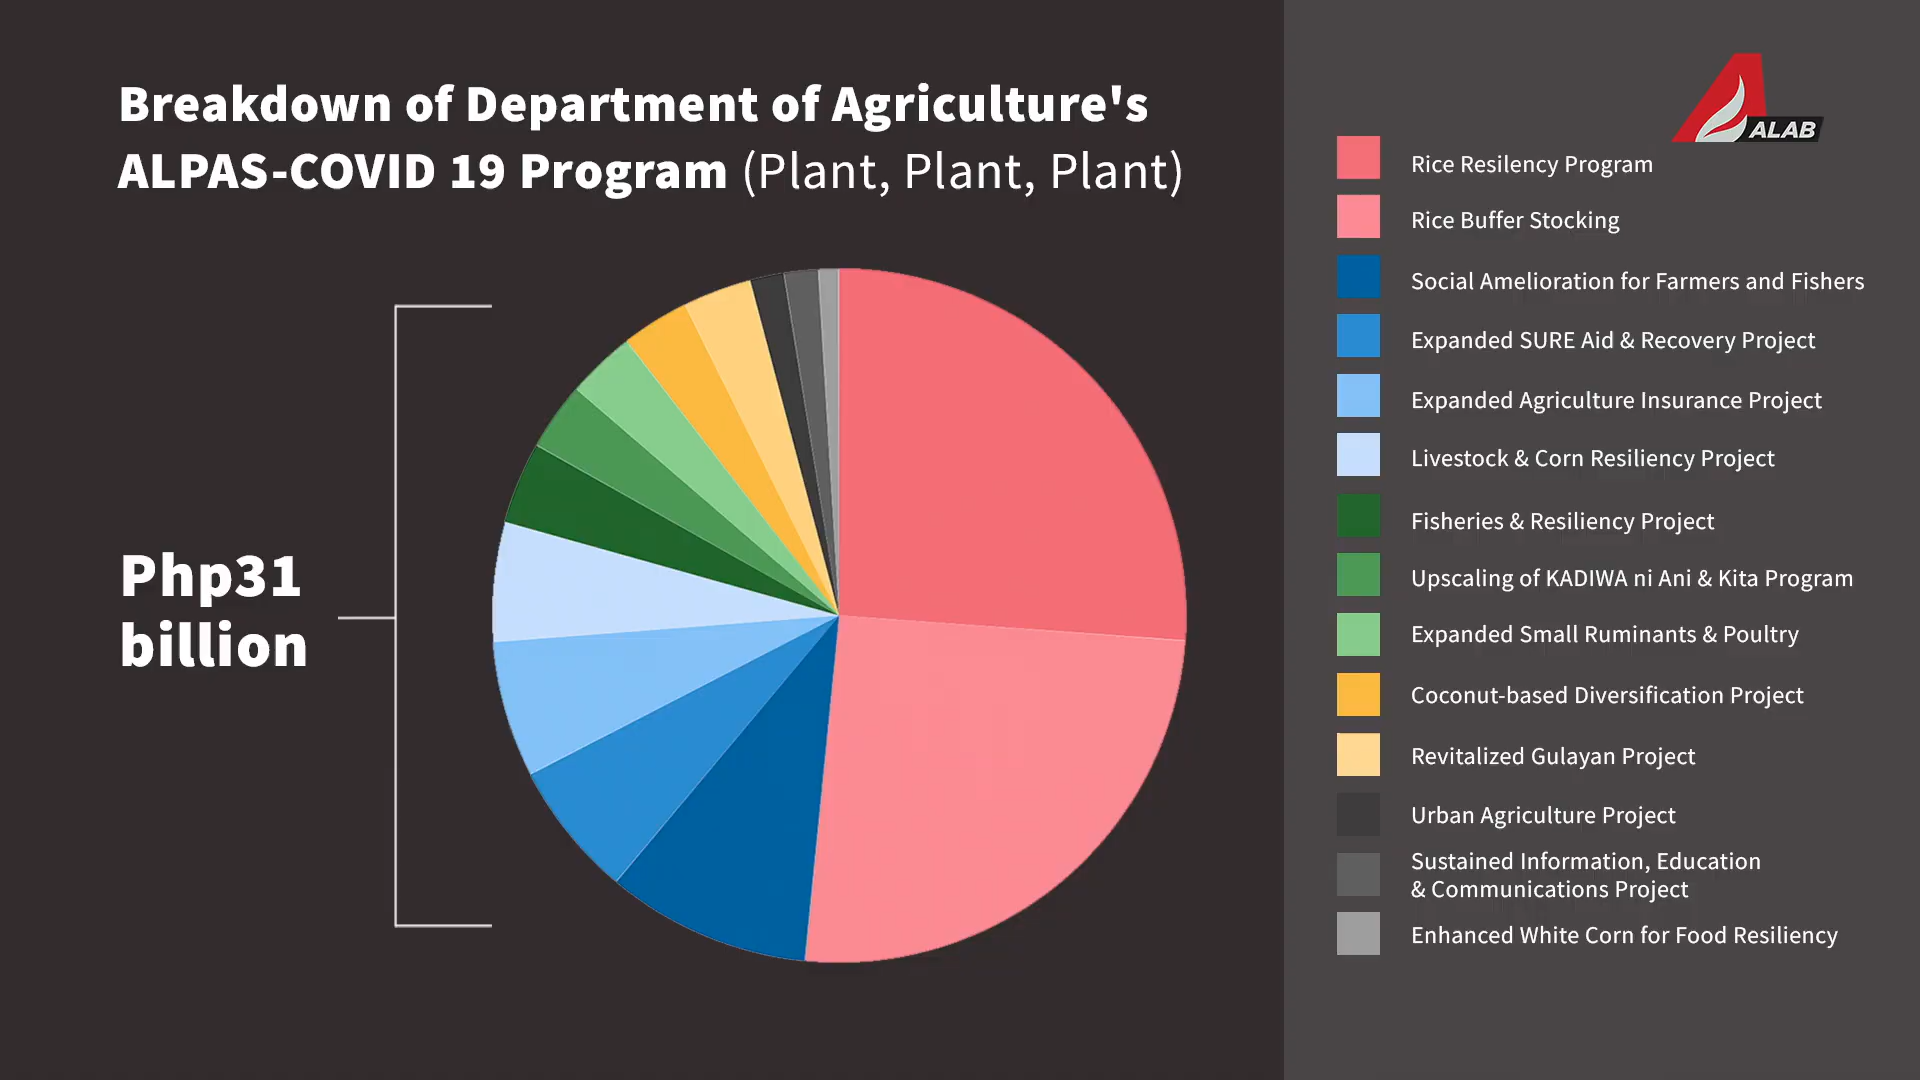 Breakdown of Department of Agriculture's
ALPAS-COVID 19 Program (Plant, Plant, Plant)
Php31
billion
ALAB
Rice Resilency Program
Rice Buffer Stocking
Social Amelioration for Farmers and Fishers
Expanded SURE Aid & Recovery Project
Expanded Agriculture Insurance Project
Livestock & Corn Resiliency Project
Fisheries & Resiliency Project
Upscaling of KADIWA ni Ani & Kita Program
Expanded Small Ruminants & Poultry
Coconut-based Diversification Project
Revitalized Gulayan Project
Urban Agriculture Project
Sustained Information, Education
& Communications Project
Enhanced White Corn for Food Resiliency